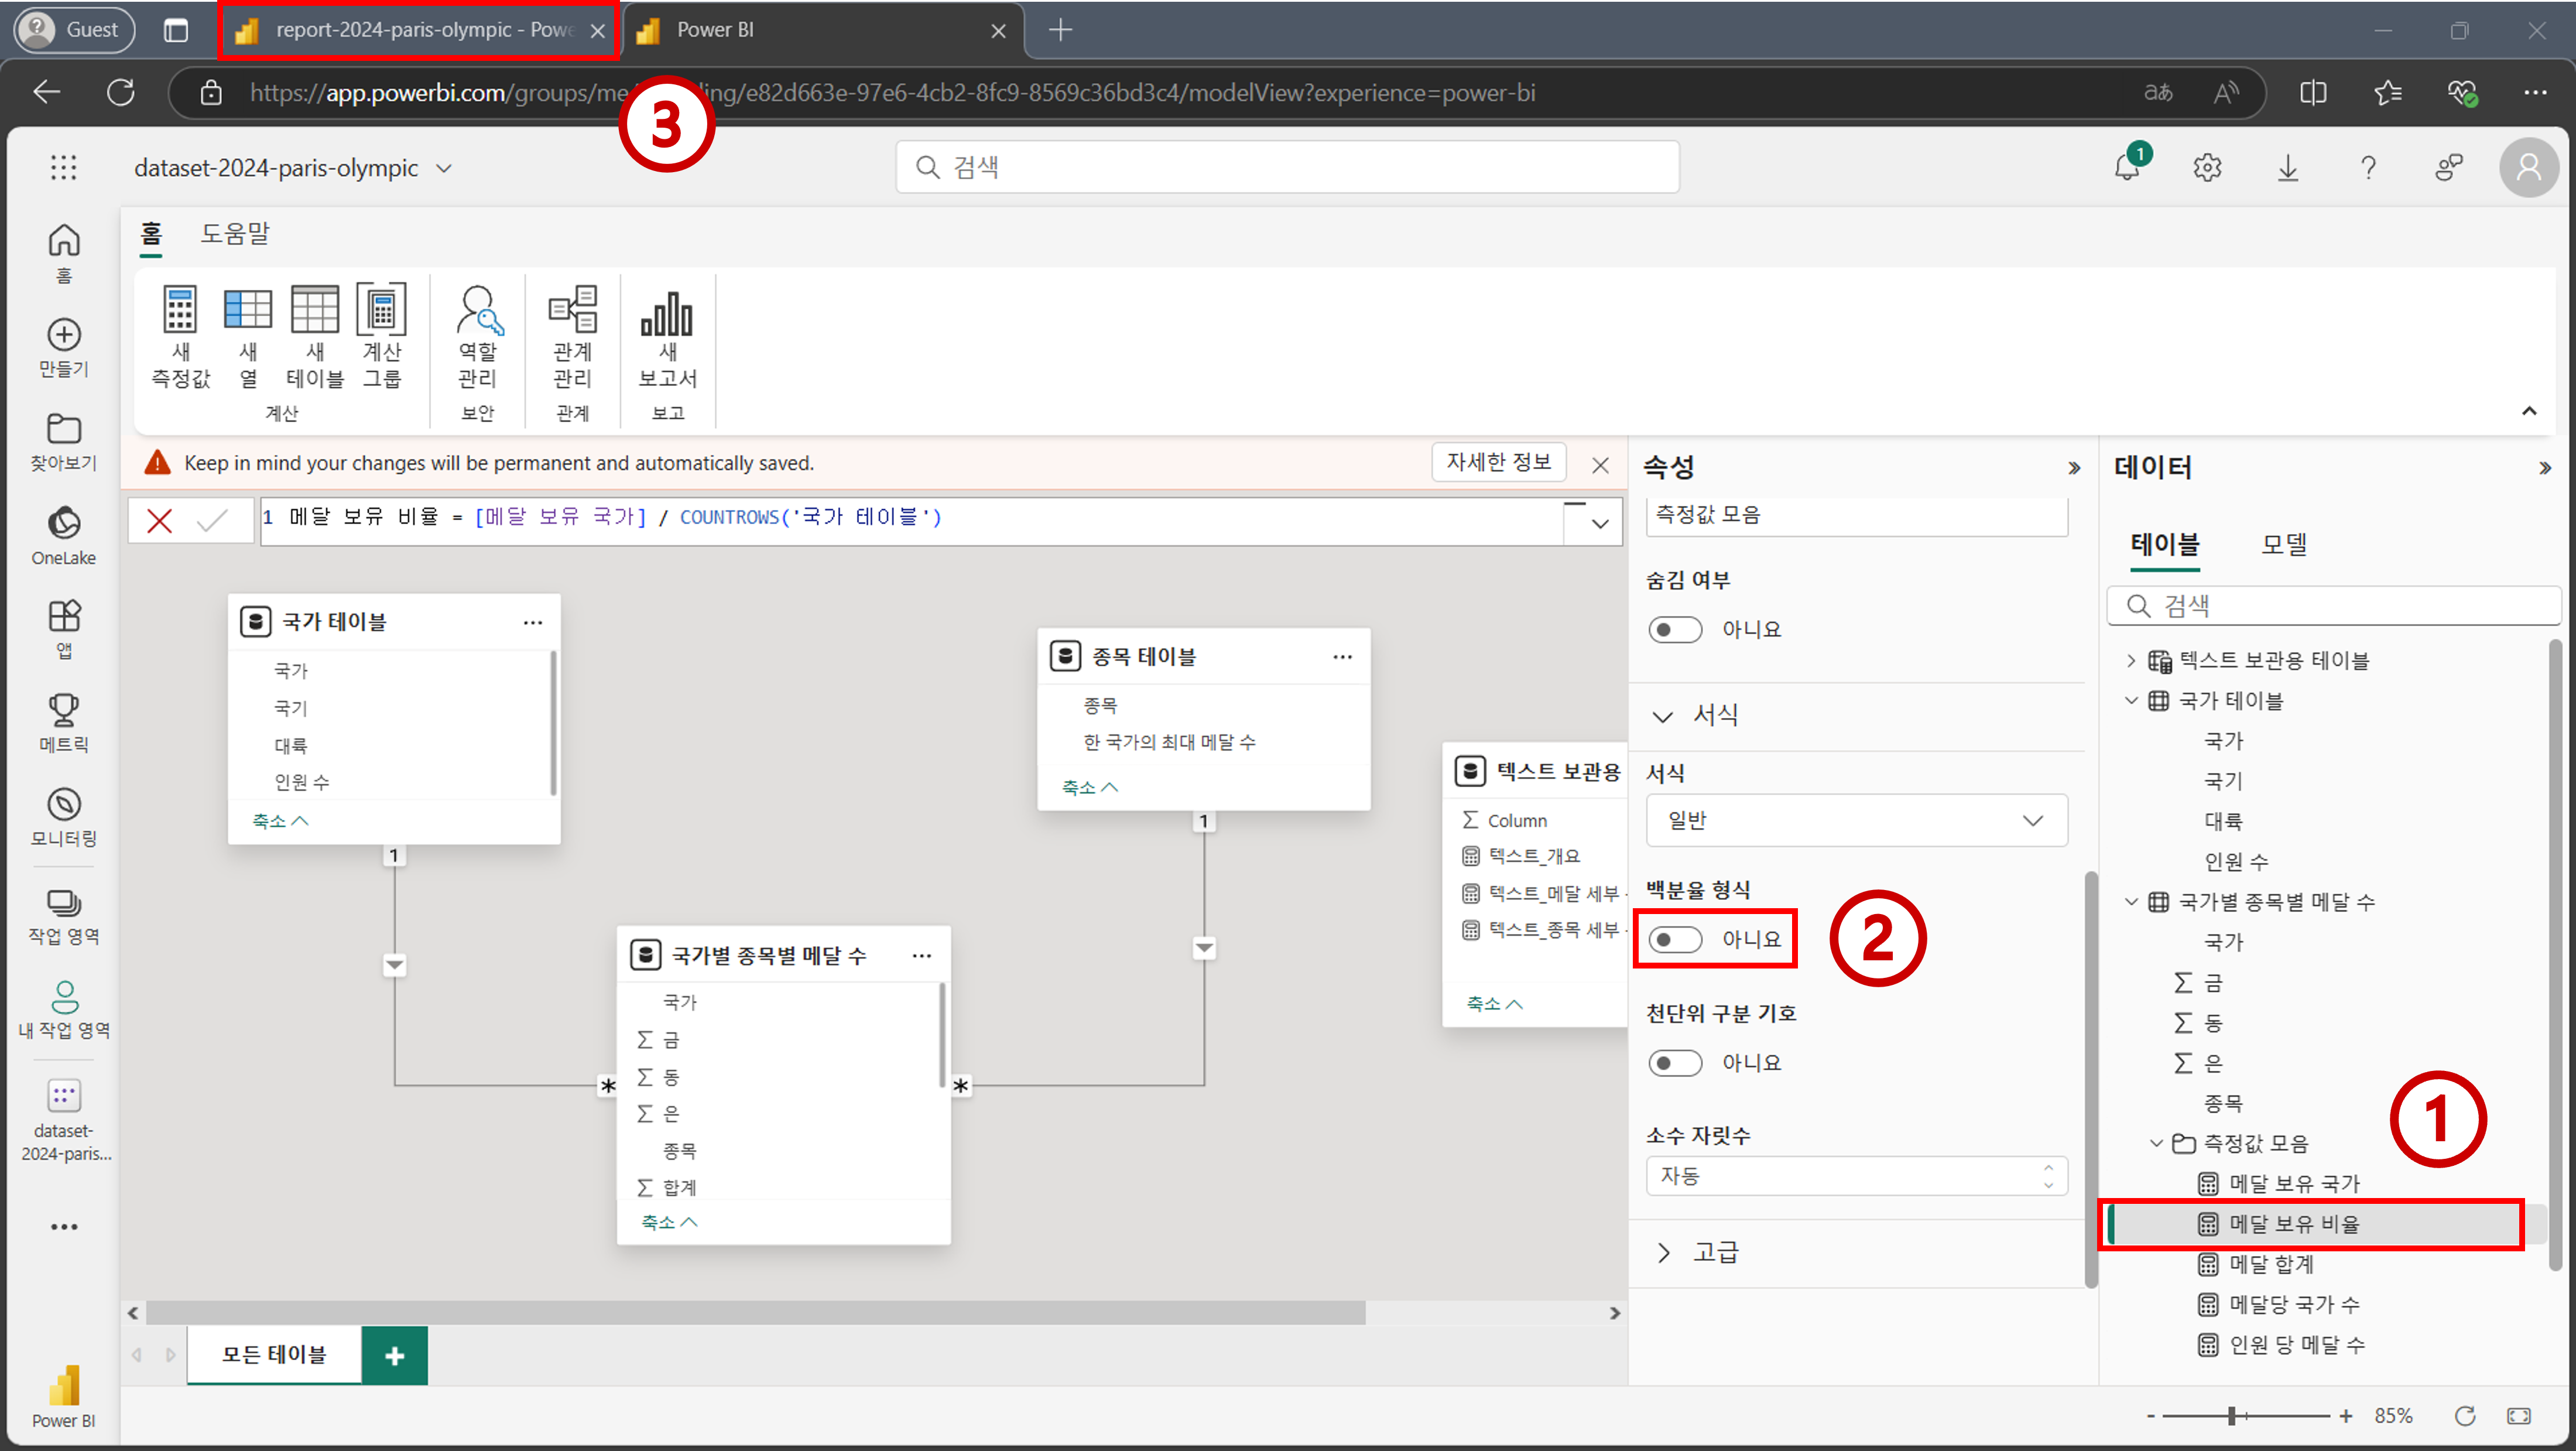 Guest
report-2024-paris-olympic - Powe
Power BI
https://app.powerbi.com/groups/me/ ing/e82d663e-97e6-4cb2-8fc9-8569c36bd3c4/modelView?experience=power-bi
3
dataset-2024-paris-olympic
검색
1
홈 도움말
홈
만들기
찾아보기
OneLake
앱
메트릭
모니터링
작업 영역
내 작업 영역
dataset-
2024-paris...
Power BI
새
측정값
새
열
새
테이블
계산
그룹
계산
역할
관리
보안
관계
관리
관계
새
보고서
보고
Keep in mind your changes will be permanent and automatically saved.
자세한 정보
1 메달 보유 비율 = [메달 보유 국가] / COUNTROWS('국가 테이블')
국가 테이블
국가
국기
대륙
인원 수
축소
1
종목 테이블
종목
한 국가의 최대 메달 수
축소
1
텍스트 보관용
Column
텍스트_개요
텍스트_메달 세부
텍스트_종목 세부
축소
국가별 종목별 메달 수
국가
금
동
은
종목
합계
축소
*
*
모든 테이블
속성
측정값 모음
숨김 여부
아니요
서식
서식
일반
백분율 형식
아니요
2
천단위 구분 기호
아니요
소수 자릿수
자동
고급
데이터
테이블 모델
검색
텍스트 보관용 테이블
국가 테이블
국가
국기
대륙
인원 수
국가별 종목별 메달 수
국가
금
동
은
종목
1
측정값 모음
메달 보유 국가
메달 보유 비율
메달 합계
메달당 국가 수
인원 당 메달 수
- + 85%